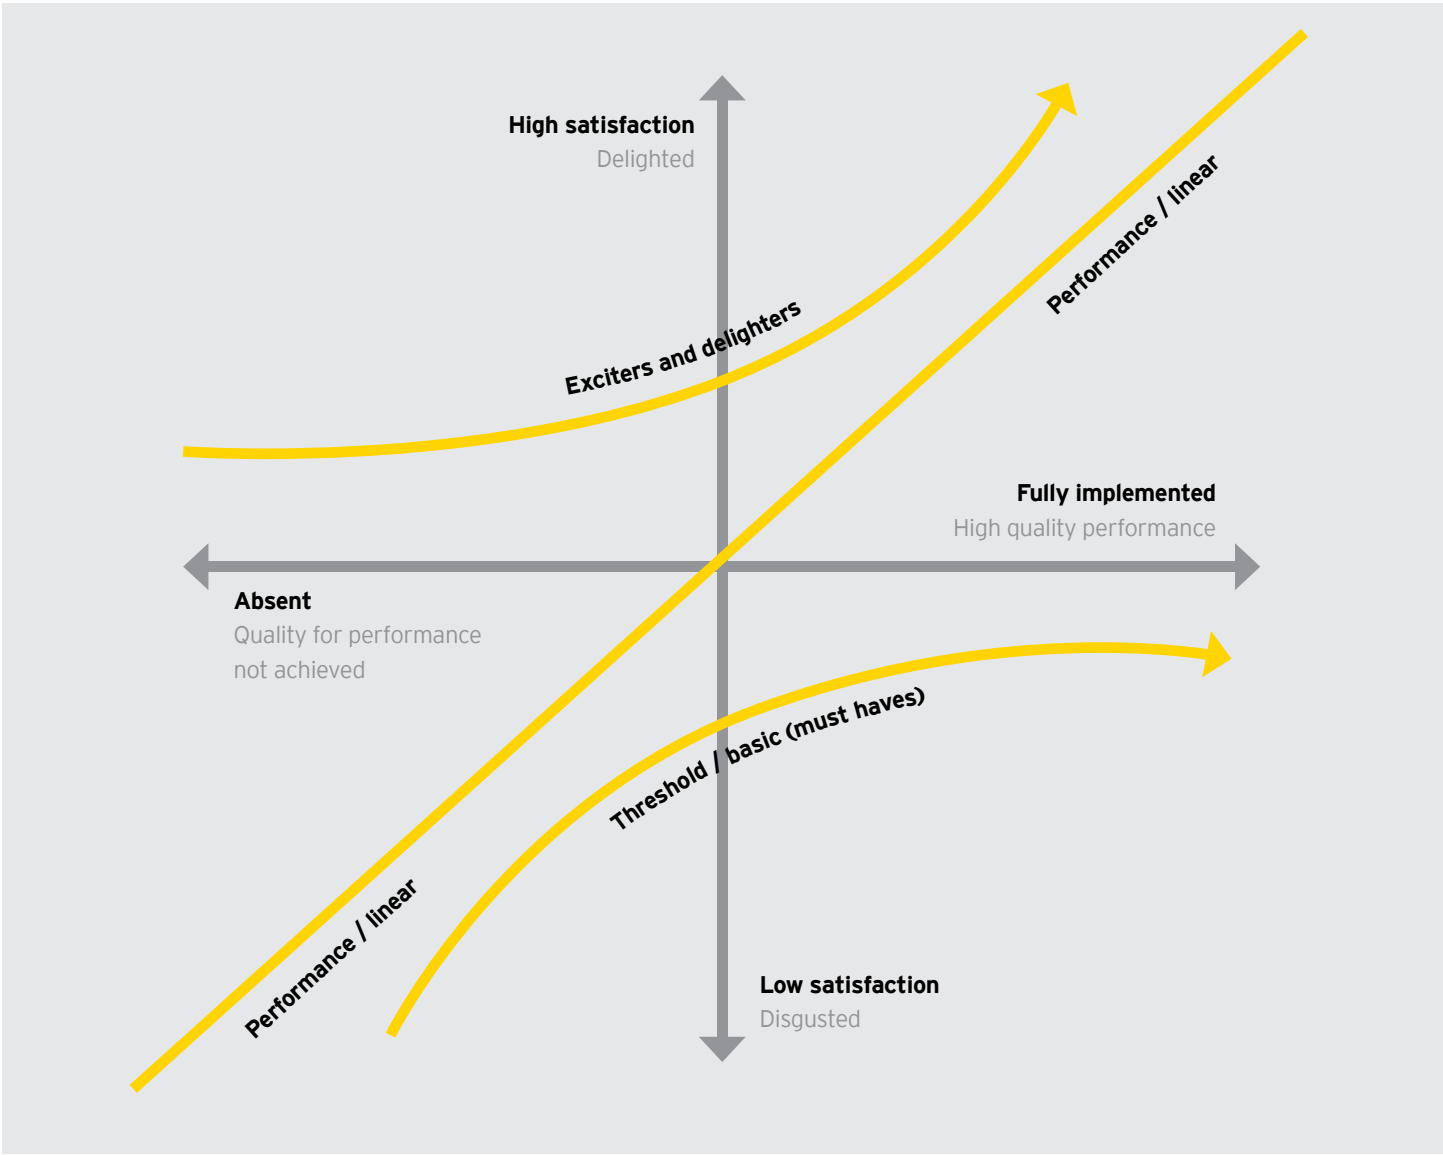 High satisfaction
Delighted
Performance / linear
Exciters and delighters
Fully implemented
High quality performance
Absent
Quality for performance
not achieved
Threshold / basic (must haves)
Performance / linear
Low satisfaction
Disgusted